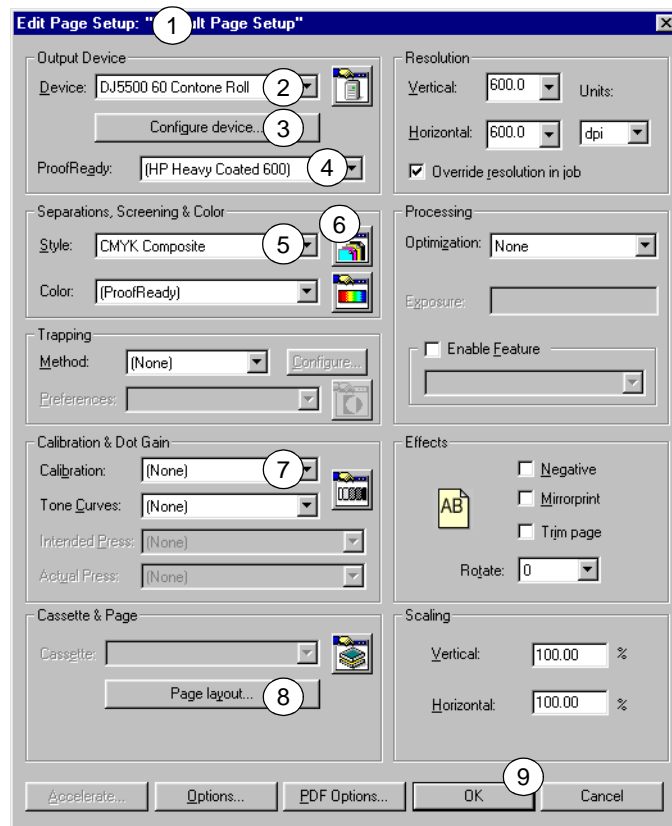 Edit Page Setup: " 1 ult Page Setup"
Output Device
Device: DJ5500 60 Contone Roll 2
Configure device... 3
ProofReady: (HP Heavy Coated 600) 4
Resolution
Vertical: 600.0 Units:
Horizontal: 600.0 dpi
Override resolution in job
Separations, Screening & Color
Style: CMYK Composite 5 6
Color: (ProofReady)
Processing
Optimization: None
Exposure:
Enable Feature
Trapping
Method: (None) Configure...
Preferences:
Calibration & Dot Gain
Calibration: (None) 7
Tone Curves: (None)
Intended Press: (None)
Actual Press: (None)
Effects
AB
Negative
Mirrorprint
Trim page
Rotate: 0
Cassette & Page
Cassette:
Page layout... 8
Scaling
Vertical: 100.00 %
Horizontal: 100.00 %
Accelerate... Options... PDF Options... OK 9 Cancel